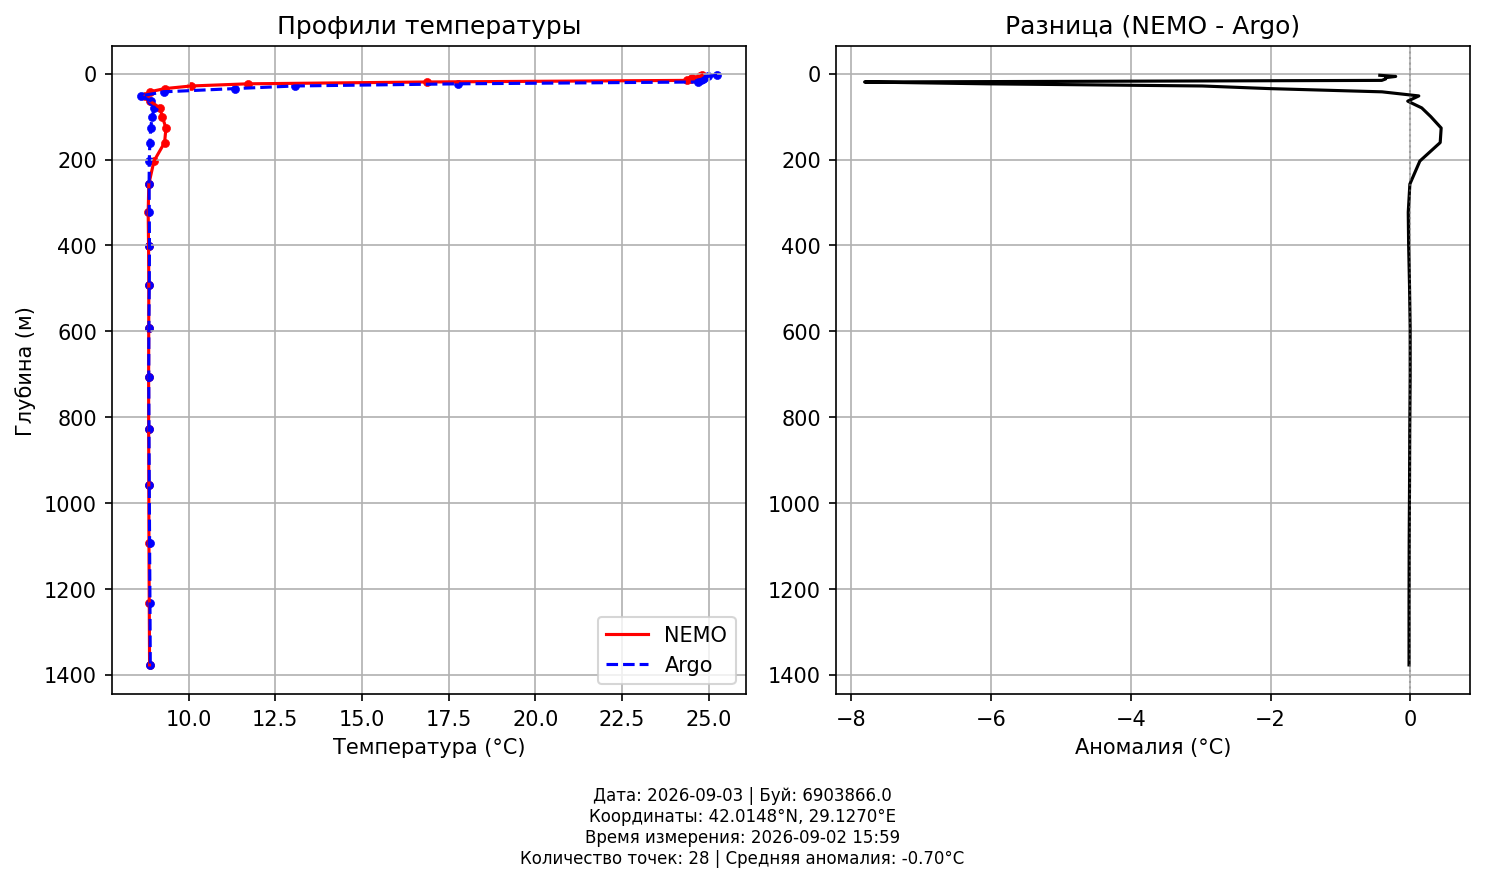 Профили температуры
Разница (NEMO - Argo)
0
200
400
600
800
1000
1200
1400
Глубина (м)
10.0 12.5 15.0 17.5 20.0 22.5 25.0
Температура (°C)
NEMO
Argo
0
200
400
600
800
1000
1200
1400
−8 −6 −4 −2 0
Аномалия (°C)
Дата: 2026-09-03 | Буй: 6903866.0
Координаты: 42.0148°N, 29.1270°E
Время измерения: 2026-09-02 15:59
Количество точек: 28 | Средняя аномалия: -0.70°C